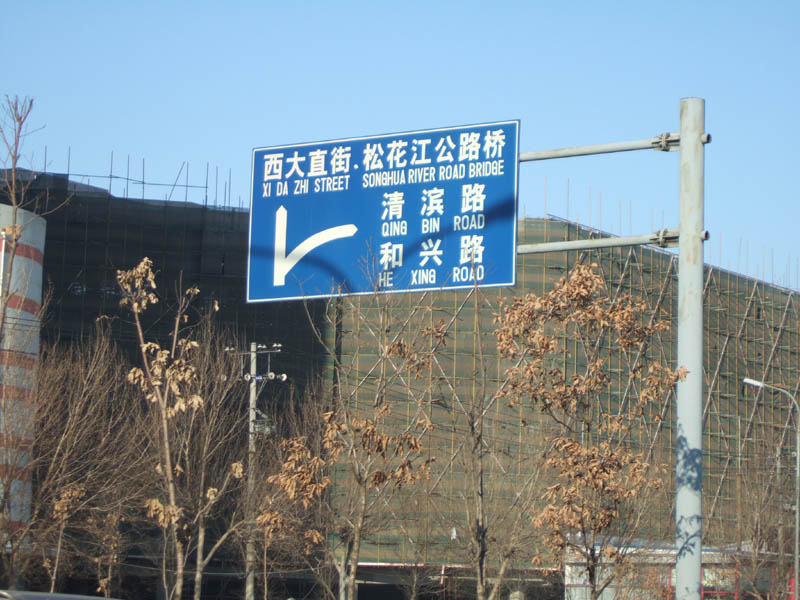 西大直街.松花江公路桥
XI DA ZHI STREET SONGHUA RIVER ROAD BRIDGE
清滨路
QING BIN ROAD
和兴路
HE XING ROAD